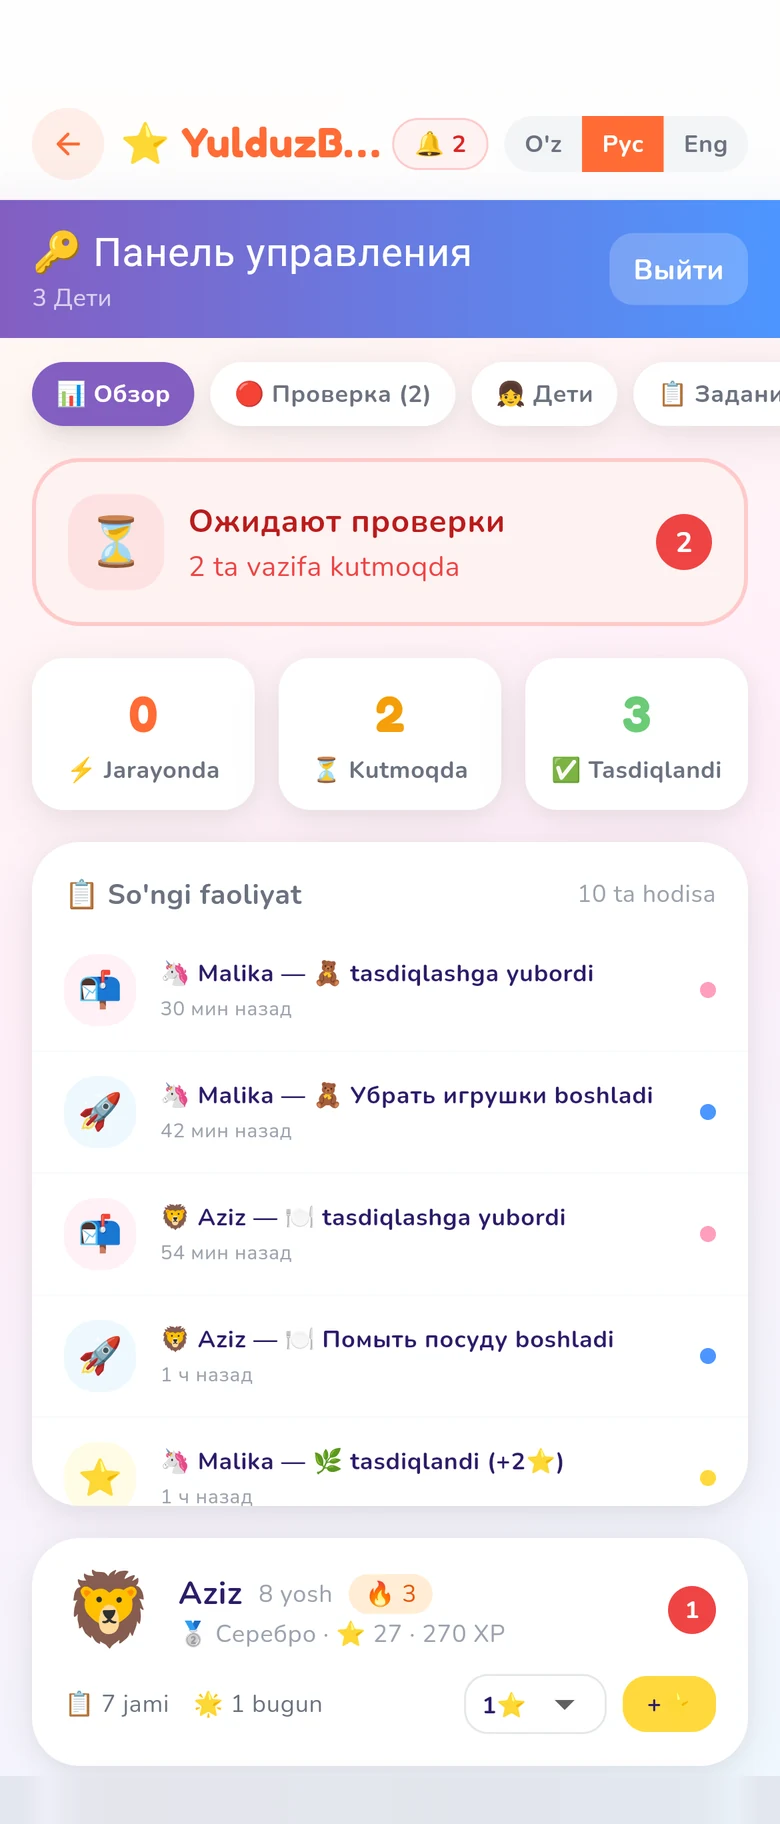 YulduzB...
2
O'z
Рус
Eng
Панель управления
3 Дети
Выйти
Обзор
Проверка (2)
Дети
Задани
Ожидают проверки
2 ta vazifa kutmoqda
2
0
2
3
Jarayonda
Kutmoqda
Tasdiqlandi
So'ngi faoliyat
10 ta hodisa
Malika — tasdiqlashga yubordi
30 мин назад
Malika — Убрать игрушки boshladi
42 мин назад
Aziz — tasdiqlashga yubordi
54 мин назад
Aziz — Помыть посуду boshladi
1 ч назад
Malika — tasdiqlandi (+2⭐)
1 ч назад
Aziz 8 yosh 🔥 3
1
Серебро · ⭐ 27 · 270 XP
7 jami
1 bugun
1⭐
+